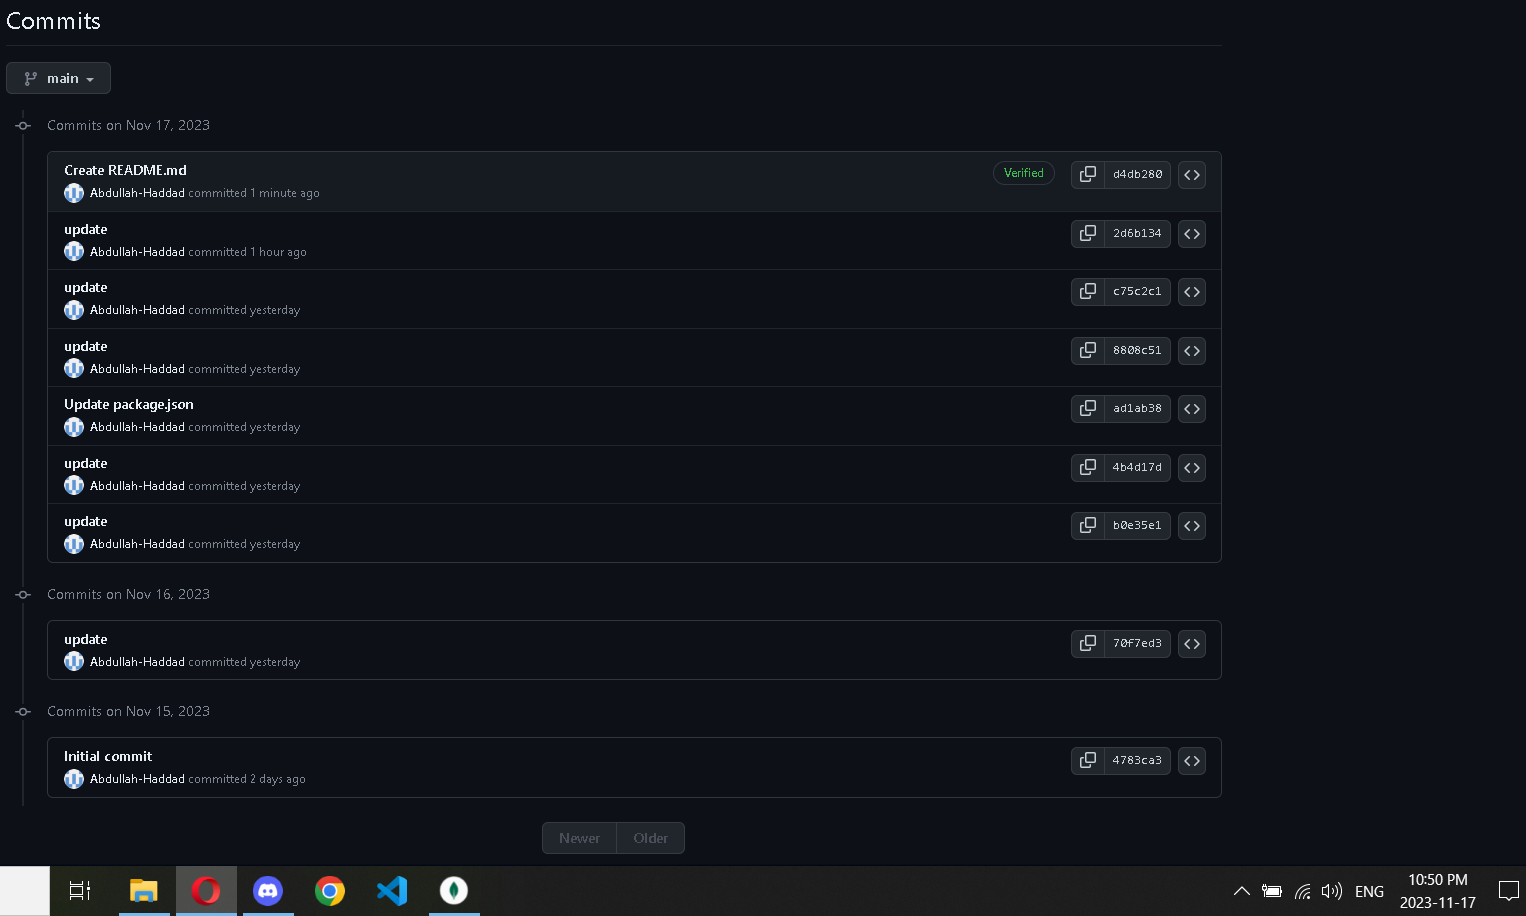 Commits
main
Commits on Nov 17, 2023
Create README.md
Verified
d4db280
Abdullah-Haddad committed 1 minute ago
update
2d6b134
Abdullah-Haddad committed 1 hour ago
update
c75c2c1
Abdullah-Haddad committed yesterday
update
8808c51
Abdullah-Haddad committed yesterday
Update package.json
ad1ab38
Abdullah-Haddad committed yesterday
update
4b4d17d
Abdullah-Haddad committed yesterday
update
b0e35e1
Abdullah-Haddad committed yesterday
Commits on Nov 16, 2023
update
70f7ed3
Abdullah-Haddad committed yesterday
Commits on Nov 15, 2023
Initial commit
4783ca3
Abdullah-Haddad committed 2 days ago
Newer Older
ENG
10:50 PM
2023-11-17